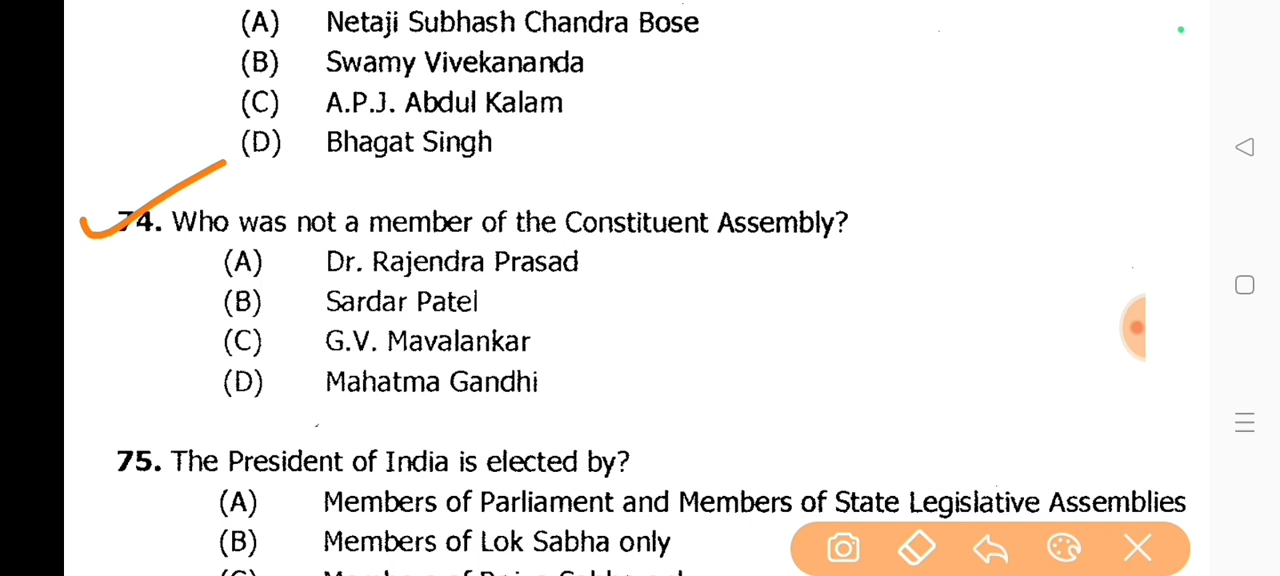 (A) Netaji Subhash Chandra Bose
(B) Swamy Vivekananda
(C) A.P.J. Abdul Kalam
(D) Bhagat Singh
74. Who was not a member of the Constituent Assembly?
(A) Dr. Rajendra Prasad
(B) Sardar Patel
(C) G.V. Mavalankar
(D) Mahatma Gandhi
75. The President of India is elected by?
(A) Members of Parliament and Members of State Legislative Assemblies
(B) Members of Lok Sabha only